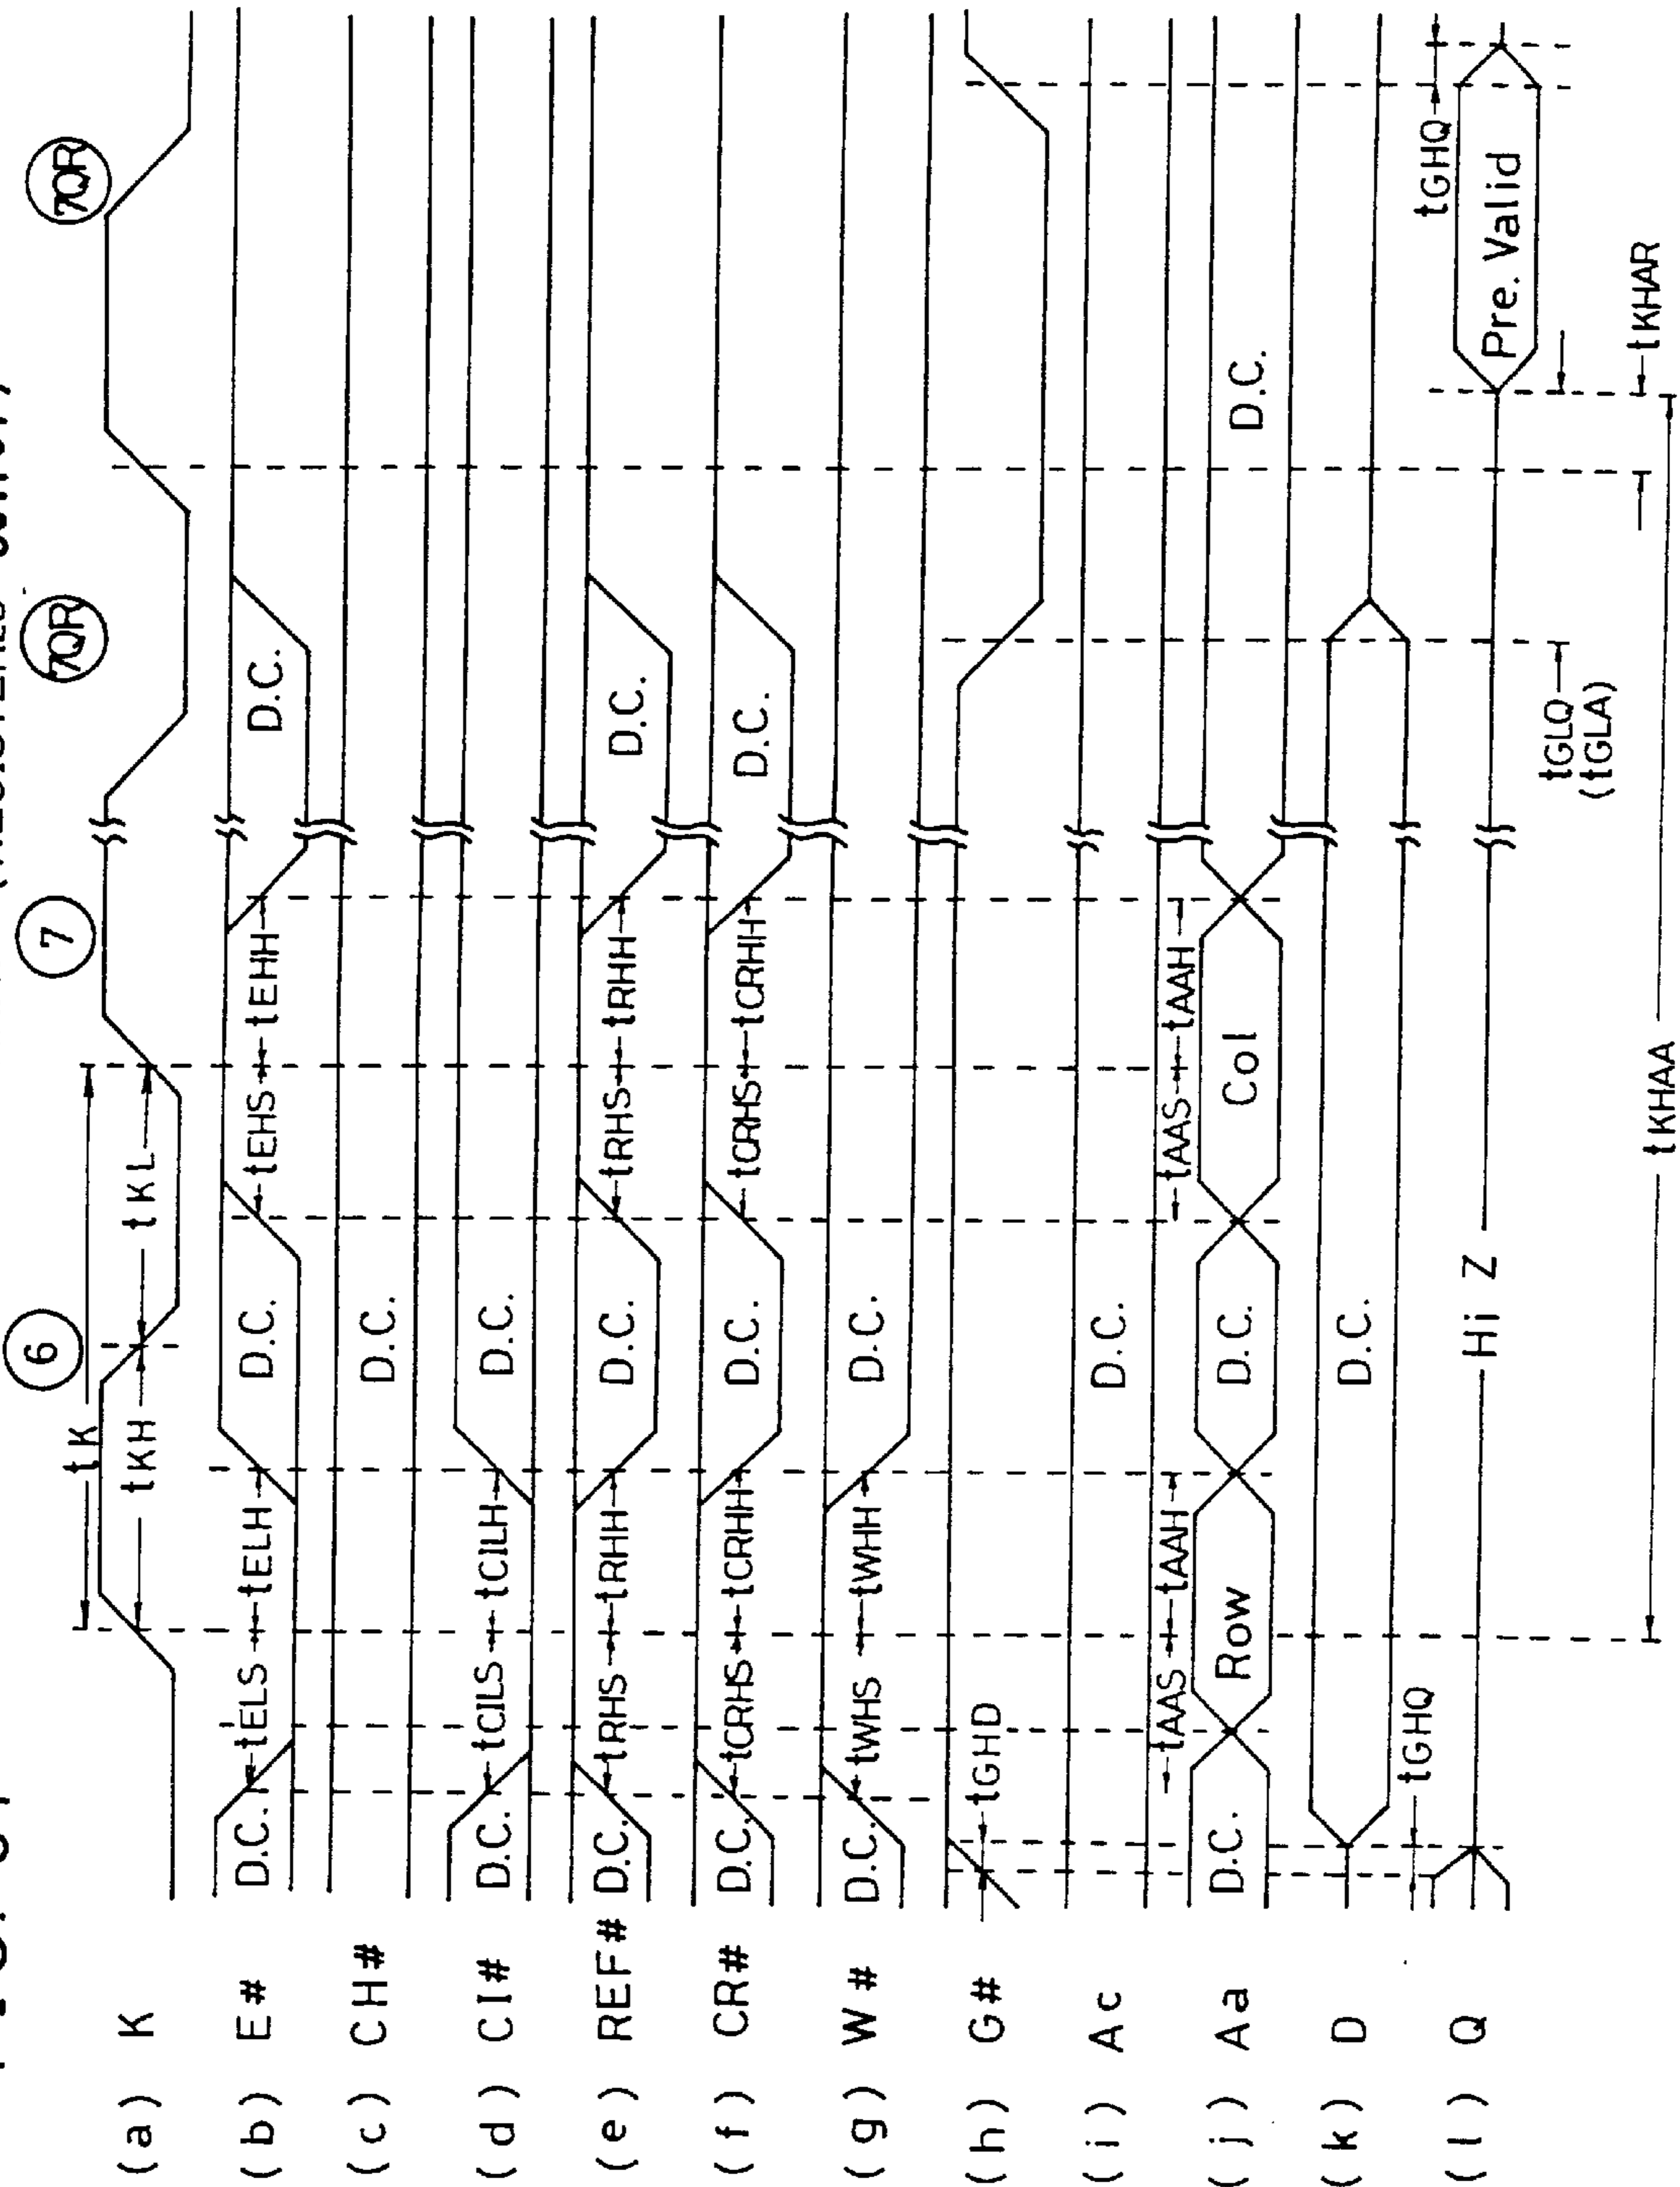 6 7 7QR 7QR
(a) K tK tKH tKL
(b) E# D.C. tELS tELH D.C. tEHS tEHH D.C.
(c) CH# D.C.
(d) CI# D.C. tCILS tCILH D.C.
(e) REF# D.C. tRHS tRHH D.C. tRHS tRHH D.C.
(f) CR# D.C. tCRHS tCRHH D.C. tCRHS tCRHH D.C.
(g) W# D.C. tWHS tWHH D.C.
(h) G# tGHD
(i) Ac D.C.
tAAS tAAH tAAS tAAH
(j) Aa D.C. Row D.C. Col D.C.
(k) D D.C.
tGHQ tGHQ
(l) Q Hi Z Pre. Valid
tGLQ
(tGLA)
tKHAR
tKHAA